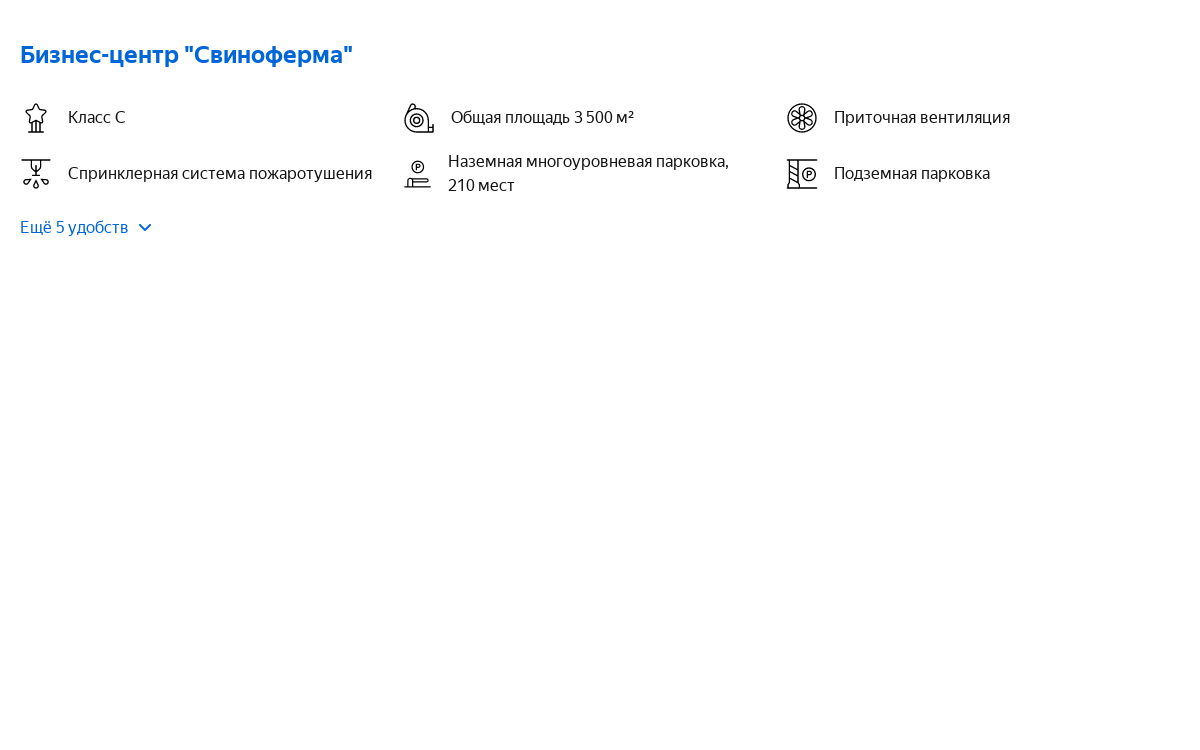 Бизнес-центр "Свиноферма"
Класс C
Общая площадь 3 500 м²
Приточная вентиляция
Спринклерная система пожаротушения
Наземная многоуровневая парковка,
210 мест
Подземная парковка
Ещё 5 удобств